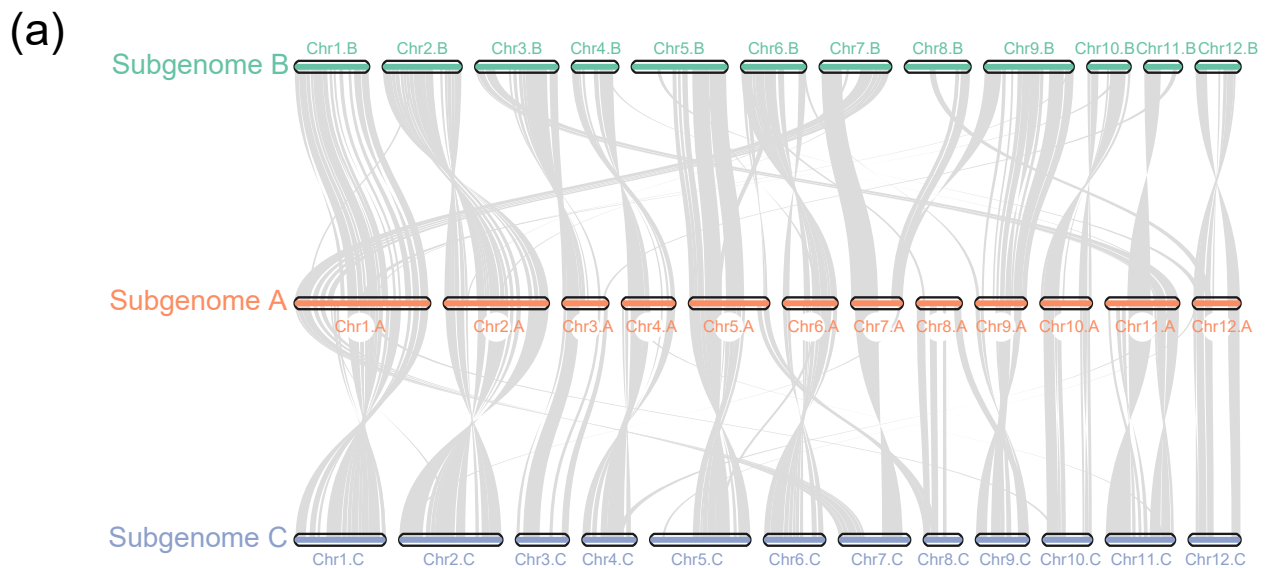 (a)
Chr1.B Chr2.B Chr3.B Chr4.B Chr5.B Chr6.B Chr7.B Chr8.B Chr9.B Chr10.B Chr11.B Chr12.B
Subgenome B
Subgenome A
Chr1.A Chr2.A Chr3.A Chr4.A Chr5.A Chr6.A Chr7.A Chr8.A Chr9.A Chr10.A Chr11.A Chr12.A
Subgenome C
Chr1.C Chr2.C Chr3.C Chr4.C Chr5.C Chr6.C Chr7.C Chr8.C Chr9.C Chr10.C Chr11.C Chr12.C